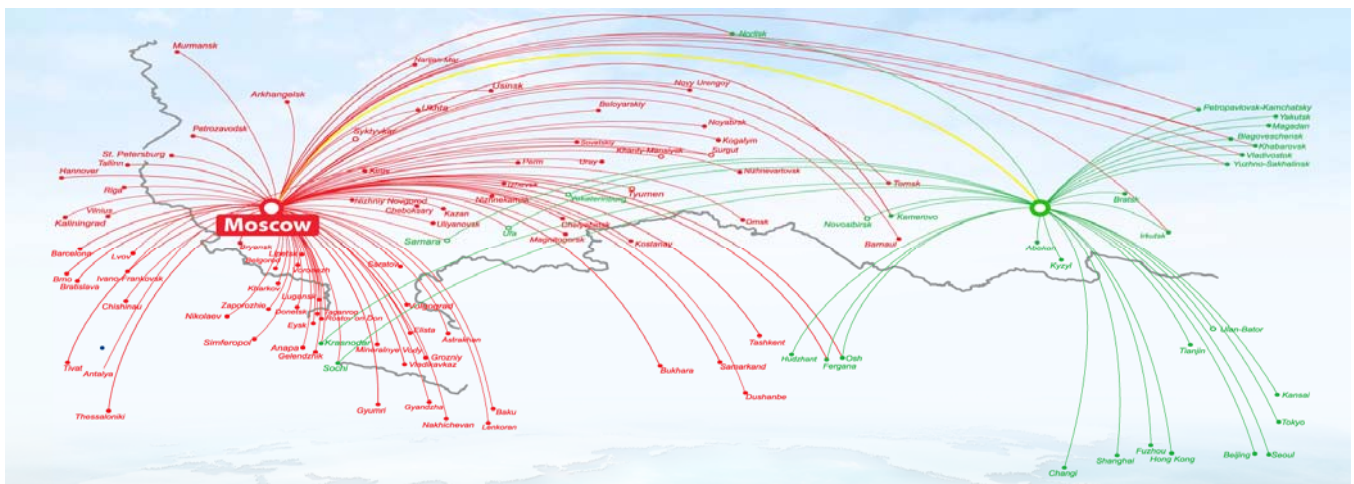 Norilsk
Murmansk
Narjan-Mar
Usinsk
Novy Urengoy
Arkhangelsk
Ukhta
Beloyarskiy
Petropavlovsk-Kamchatsky
Yakutsk
Magadan
Petrozavodsk
Syktyvkar
Noyabrsk
Blagoveschensk
Sovetskiy
Kogalym
Khabarovsk
St. Petersburg
Khanty-Mansiysk
Surgut
Vladivostok
Tallinn
Perm
Uray
Yuzhno-Sakhalinsk
Hannover
Kirov
Nizhnevartovsk
Riga
Izhevsk
Tyumen
Tomsk
Nizhnekamsk
Yekaterinburg
Bratsk
Nizhniy Novgorod
Cheboksary
Kazan
Vilnius
Kaliningrad
Moscow
Uliyanovsk
Chelyabinsk
Omsk
Novosibirsk
Kemerovo
Ufa
Magnitogorsk
Samara
Kostanay
Barnaul
Abakan
Irkutsk
Bryansk
Barcelona
Lvov
Lipetsk
Belgorod
Voronezh
Saratov
Kyzyl
Brno
Ivano-Frankovsk
Bratislava
Kharkov
Chishinau
Lugansk
Zaporozhie
Donetsk
Taganrog
Volgograd
Nikolaev
Rostov on Don
Eysk
Elista
Astrakhan
Ulan-Bator
Simferopol
Krasnodar
Anapa
Mineralnye Vody
Tashkent
Gelendzhik
Grozniy
Hudzhant
Osh
Tianjin
Tivat
Antalya
Sochi
Vladikavkaz
Bukhara
Samarkand
Fergana
Dushanbe
Kansai
Thessaloniki
Gyumri
Gyandzha
Baku
Nakhichevan
Lenkoran
Tokyo
Fuzhou
Shanghai
Hong Kong
Beijing
Seoul
Changi